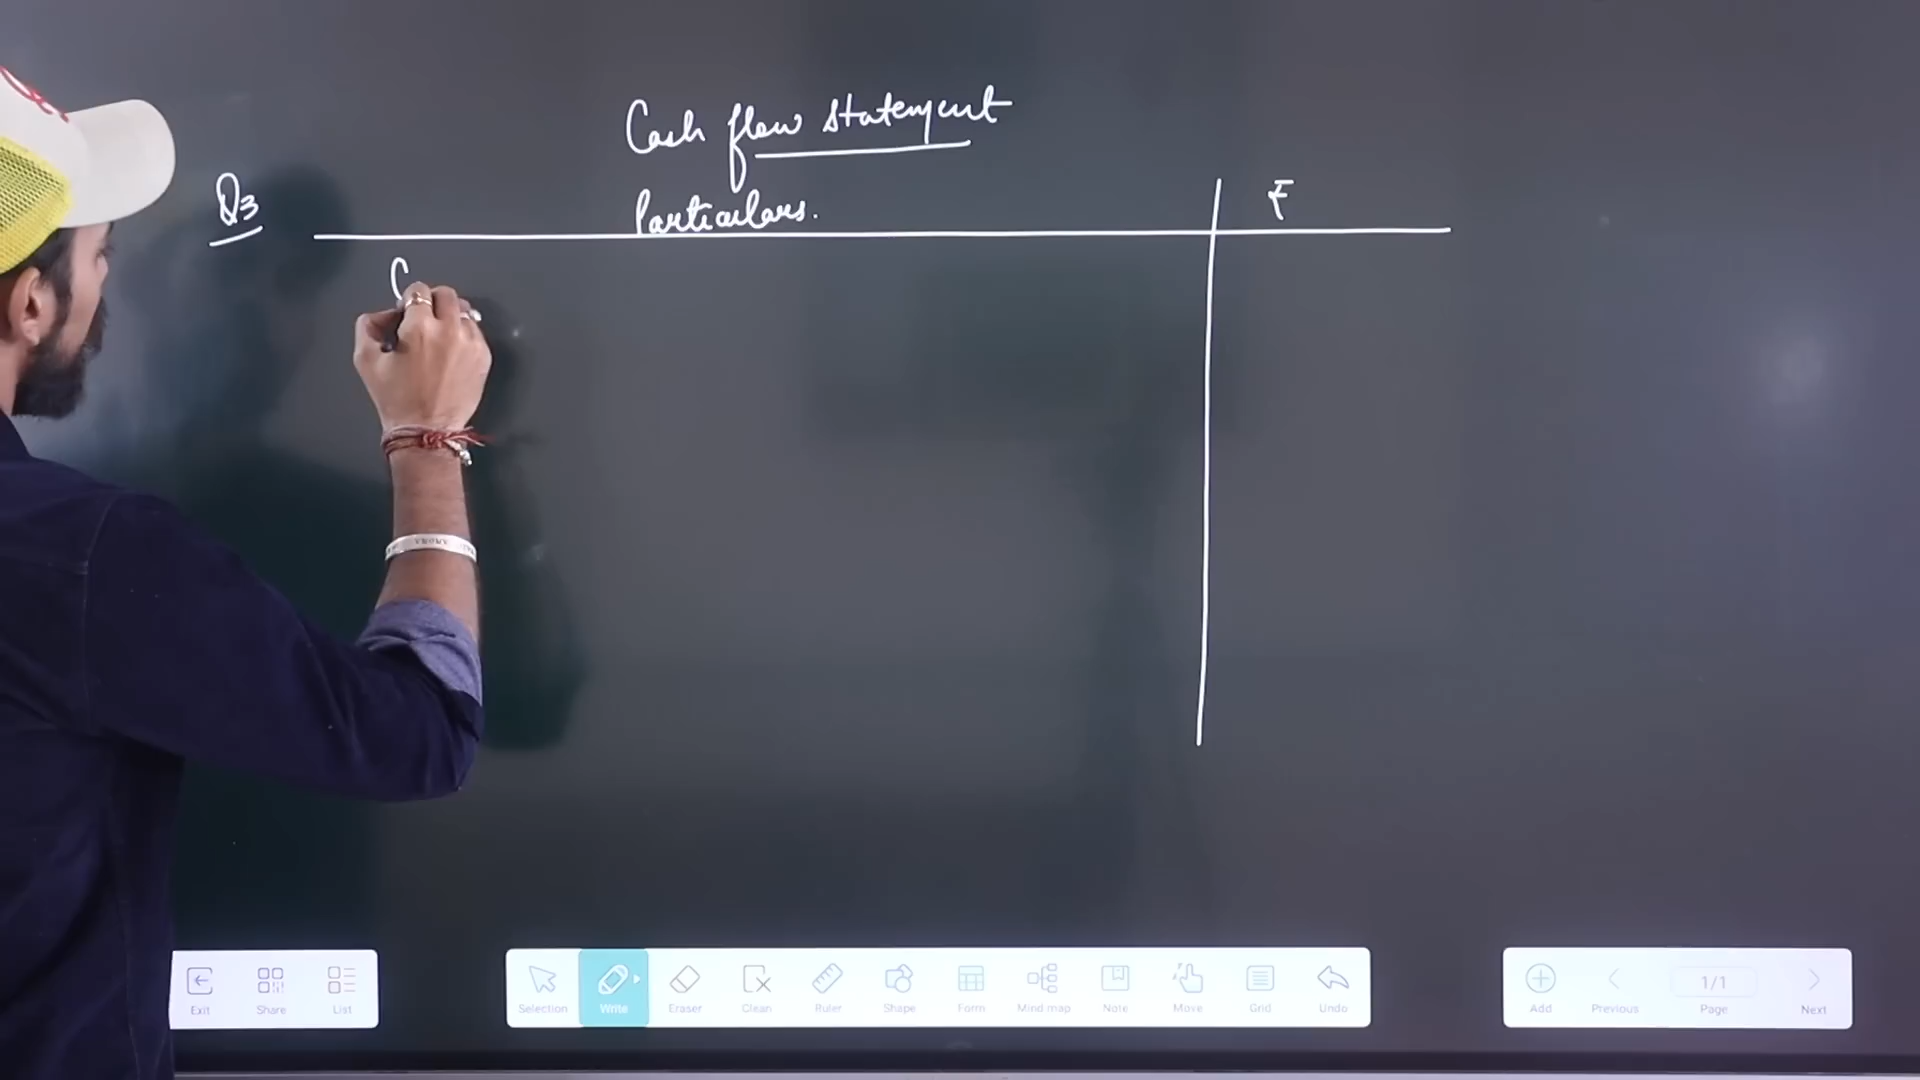 Cash flow statement
Q3
Particulars. ₹
C
Exit Share List
Selection Write Eraser Clean Ruler Shape Form Mind map Note Move Grid Undo
Add Previous 1/1 Page Next